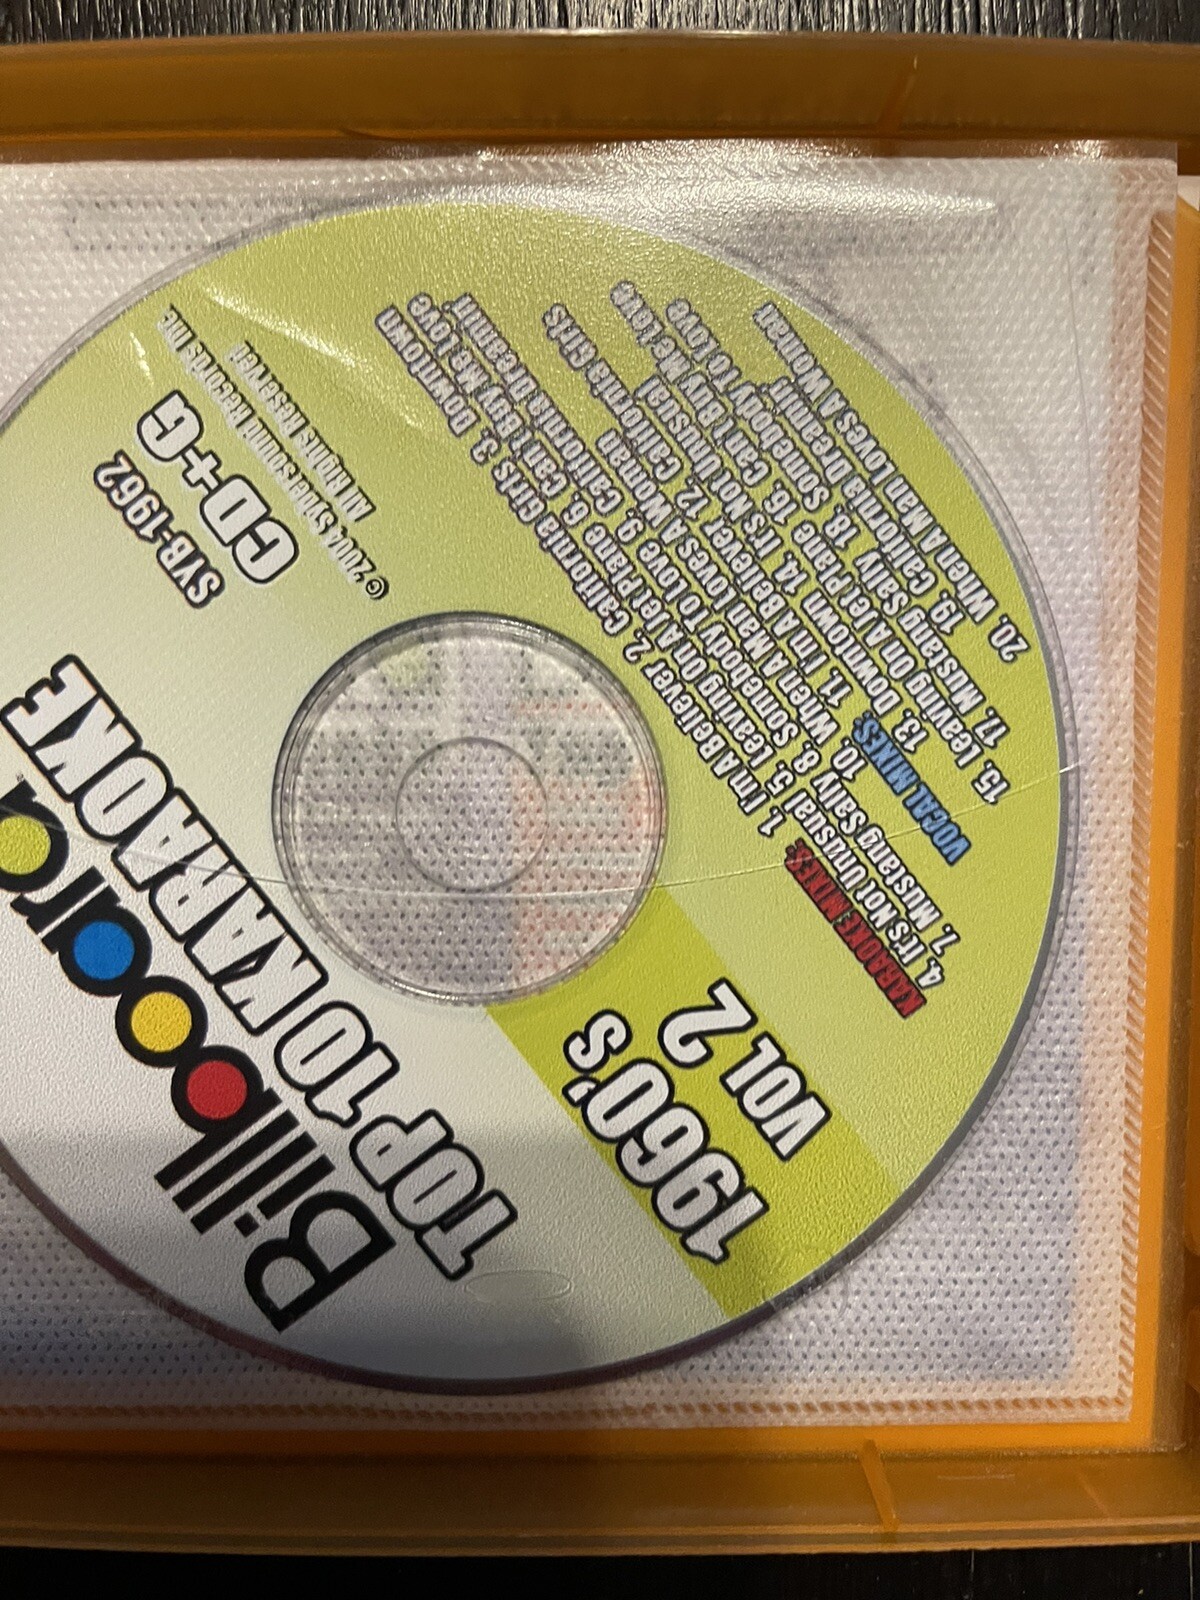 Billboard
TOP 10 KARAOKE
1960's
VOL 2
SYB-1962
CD+G
© 2004 Sybersound Records Inc.
All Rights Reserved
KARAOKE MIXES:
1. I'm A Believer 2. California Girls 3. Downtown
4. It's Not Unusual 5. Leaving On A Jet Plane 6. Can't Buy Me Love
7. Mustang Sally 8. Somebody To Love 9. California Dreamin'
10. When A Man Loves A Woman
VOCAL MIXES:
11. I'm A Believer 12. California Girls
13. Downtown 14. It's Not Unusual
15. Leaving On A Jet Plane 16. Can't Buy Me Love
17. Mustang Sally 18. Somebody To Love
19. California Dreamin'
20. When A Man Loves A Woman